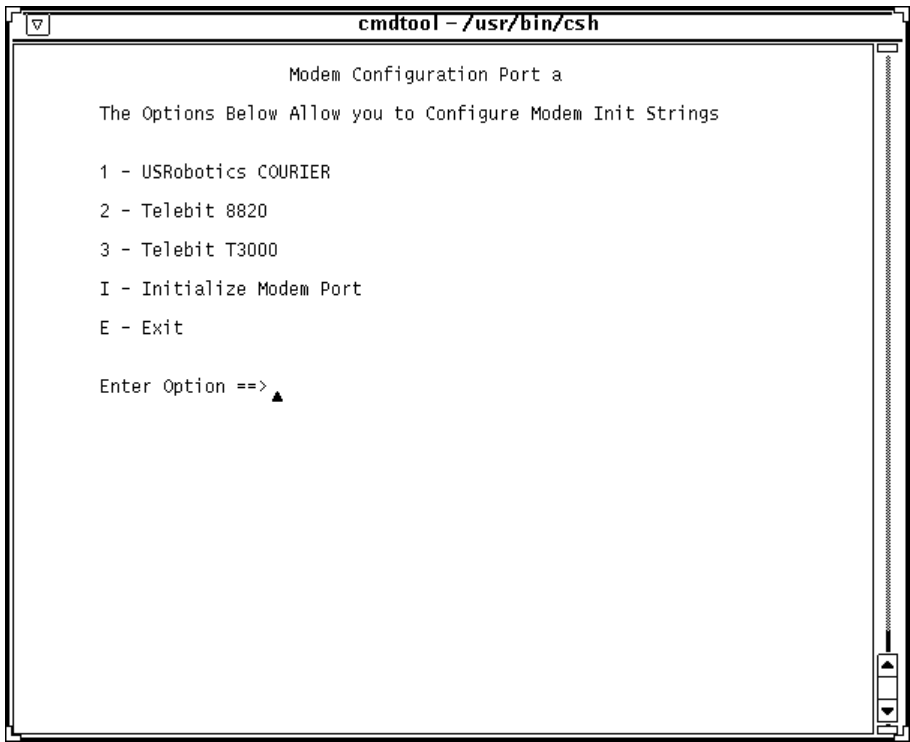 cmdtool – /usr/bin/csh
Modem Configuration Port a
The Options Below Allow you to Configure Modem Init Strings
1 - USRobotics COURIER
2 - Telebit 8820
3 - Telebit T3000
I - Initialize Modem Port
E - Exit
Enter Option ==>